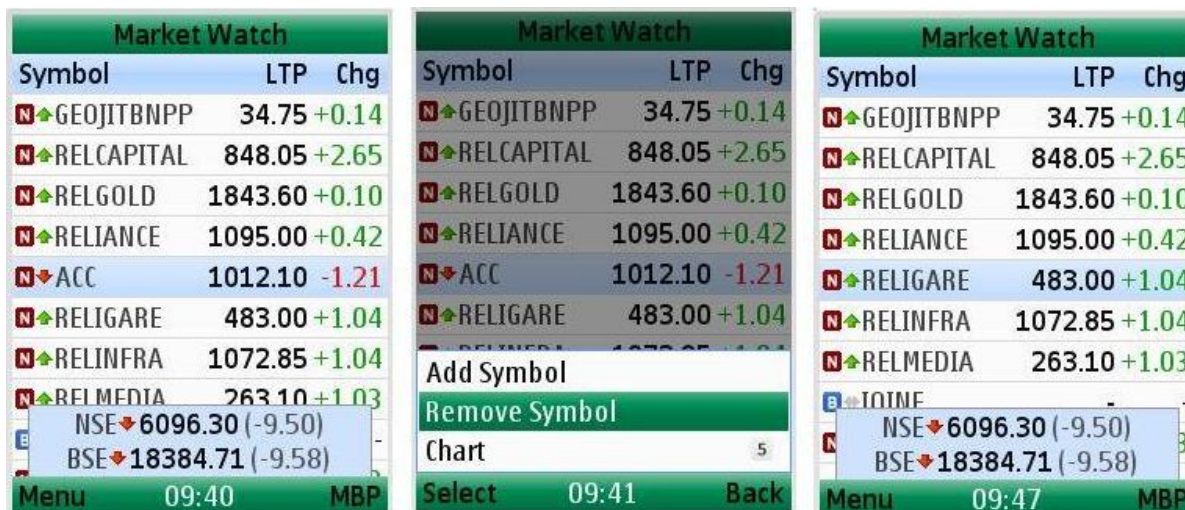 Market Watch
Symbol LTP Chg
N GEOJITBNPP 34.75 +0.14
N RELCAPITAL 848.05 +2.65
N RELGOLD 1843.60 +0.10
N RELIANCE 1095.00 +0.42
N ACC 1012.10 -1.21
N RELIGARE 483.00 +1.04
N RELINFRA 1072.85 +1.04
N RELMEDIA 263.10 +1.03
B -
NSE 6096.30 (-9.50)
BSE 18384.71 (-9.58)
Menu 09:40 MBP
Market Watch
Symbol LTP Chg
N GEOJITBNPP 34.75 +0.14
N RELCAPITAL 848.05 +2.65
N RELGOLD 1843.60 +0.10
N RELIANCE 1095.00 +0.42
N ACC 1012.10 -1.21
N RELIGARE 483.00 +1.04
Add Symbol
Remove Symbol
Chart 5
Select 09:41 Back
Market Watch
Symbol LTP Chg
N GEOJITBNPP 34.75 +0.14
N RELCAPITAL 848.05 +2.65
N RELGOLD 1843.60 +0.10
N RELIANCE 1095.00 +0.42
N RELIGARE 483.00 +1.04
N RELINFRA 1072.85 +1.04
N RELMEDIA 263.10 +1.03
B - -
N
NSE 6096.30 (-9.50)
BSE 18384.71 (-9.58)
Menu 09:47 MBP